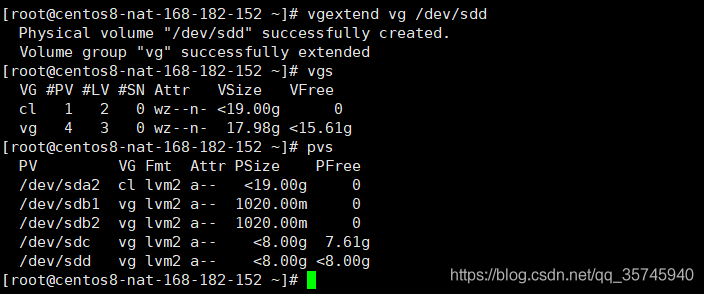 [root@centos8-nat-168-182-152 ~]# vgextend vg /dev/sdd
  Physical volume "/dev/sdd" successfully created.
  Volume group "vg" successfully extended
[root@centos8-nat-168-182-152 ~]# vgs
  VG #PV #LV #SN Attr   VSize   VFree
  cl   1   2   0 wz--n- <19.00g      0
  vg   4   3   0 wz--n-  17.98g <15.61g
[root@centos8-nat-168-182-152 ~]# pvs
  PV         VG Fmt  Attr PSize    PFree
  /dev/sda2  cl lvm2 a--   <19.00g     0
  /dev/sdb1  vg lvm2 a--  1020.00m     0
  /dev/sdb2  vg lvm2 a--  1020.00m     0
  /dev/sdc   vg lvm2 a--    <8.00g  7.61g
  /dev/sdd   vg lvm2 a--    <8.00g <8.00g
[root@centos8-nat-168-182-152 ~]#
https://blog.csdn.net/qq_35745940